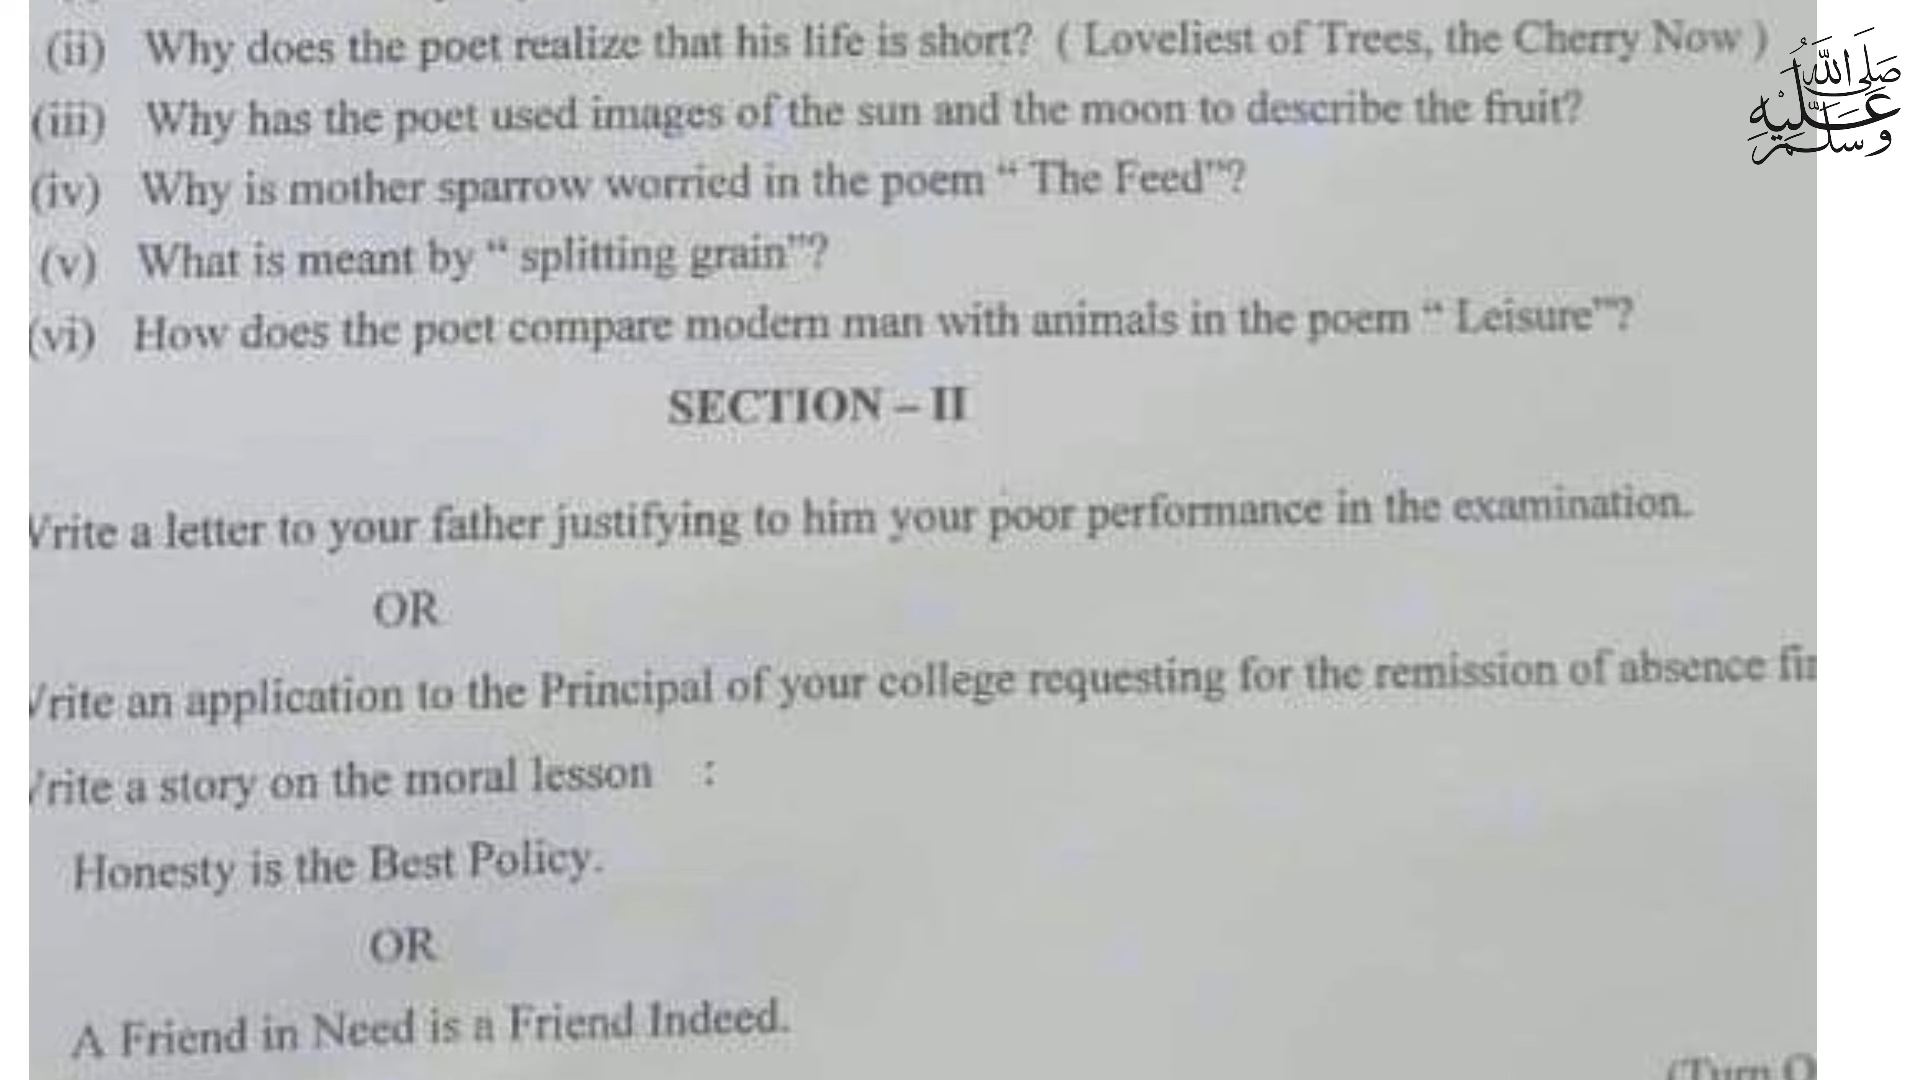 (ii) Why does the poet realize that his life is short? ( Loveliest of Trees, the Cherry Now )
صلى الله
عليه
وسلم
(iii) Why has the poet used images of the sun and the moon to describe the fruit?
(iv) Why is mother sparrow worried in the poem “ The Feed”?
(v) What is meant by “ splitting grain”?
(vi) How does the poet compare modern man with animals in the poem “ Leisure”?
SECTION – II
Write a letter to your father justifying to him your poor performance in the examination.
OR
Write an application to the Principal of your college requesting for the remission of absence
Write a story on the moral lesson :
Honesty is the Best Policy.
OR
A Friend in Need is a Friend Indeed.
(Turn